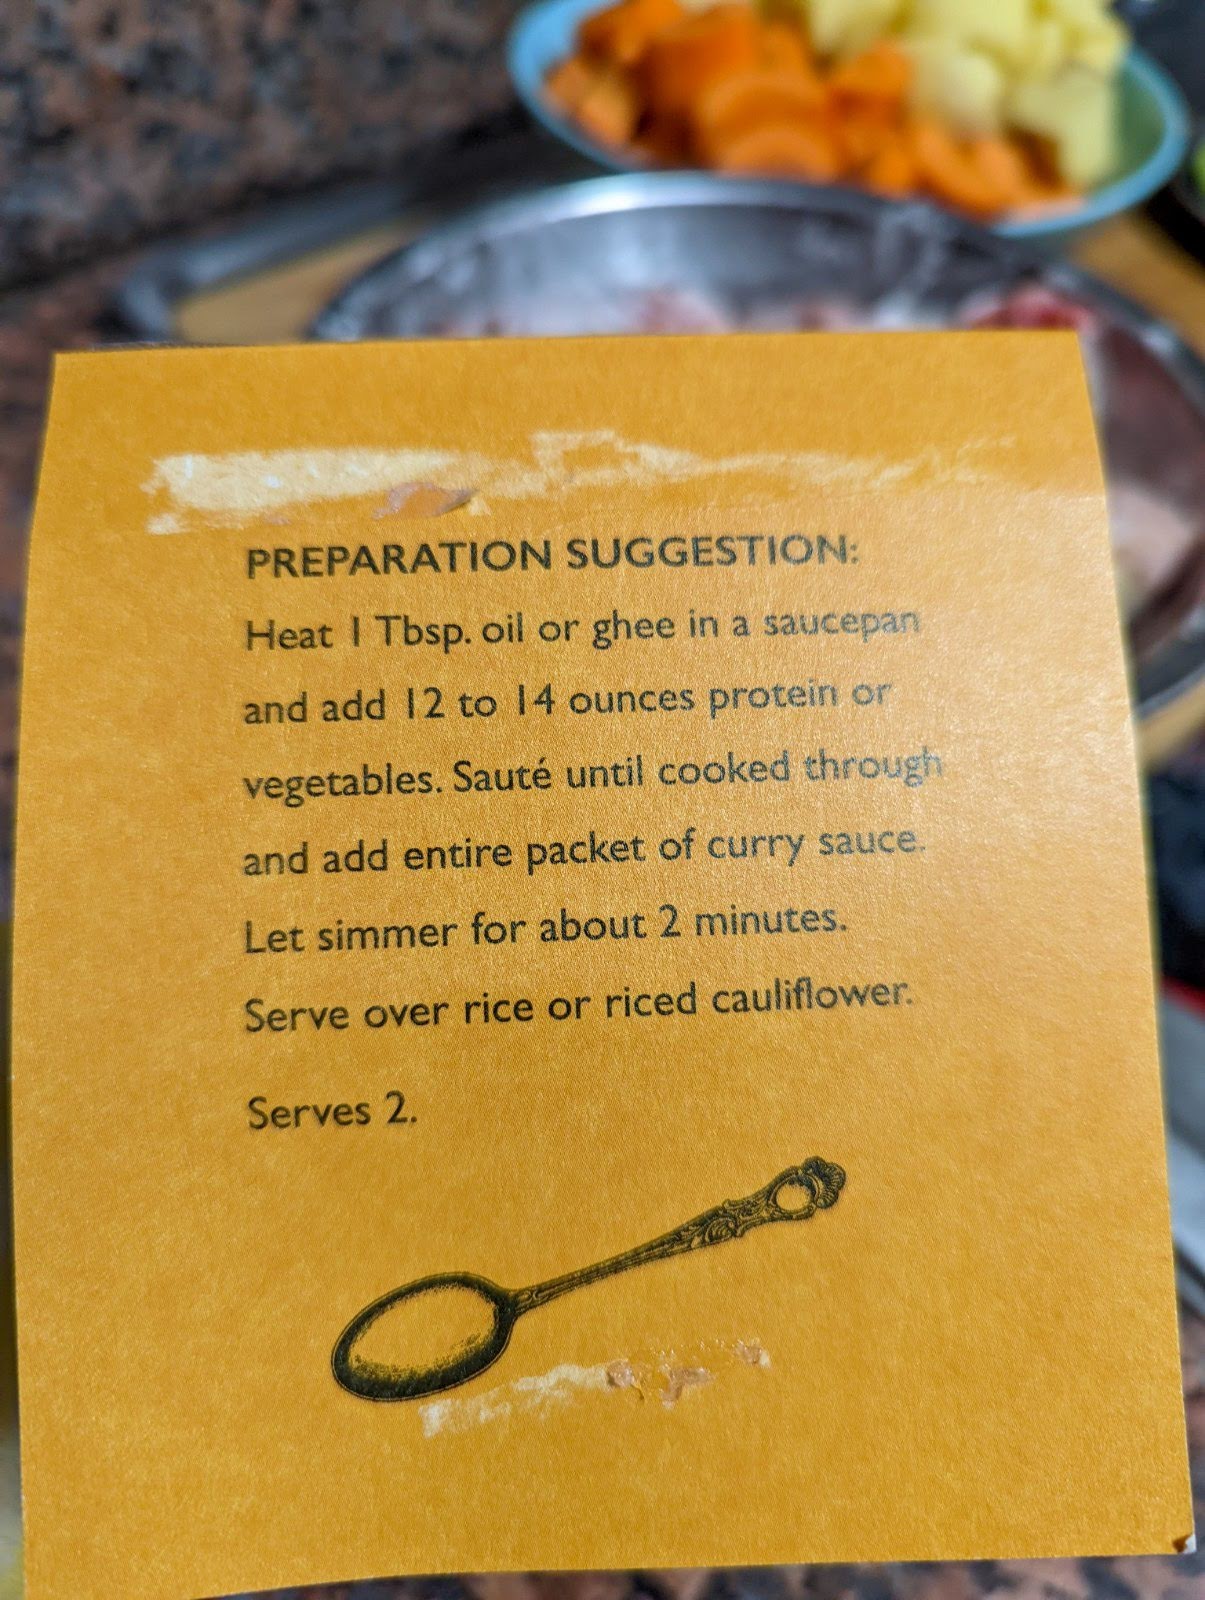 PREPARATION SUGGESTION:
Heat 1 Tbsp. oil or ghee in a saucepan
and add 12 to 14 ounces protein or
vegetables. Sauté until cooked through
and add entire packet of curry sauce.
Let simmer for about 2 minutes.
Serve over rice or riced cauliflower.
Serves 2.